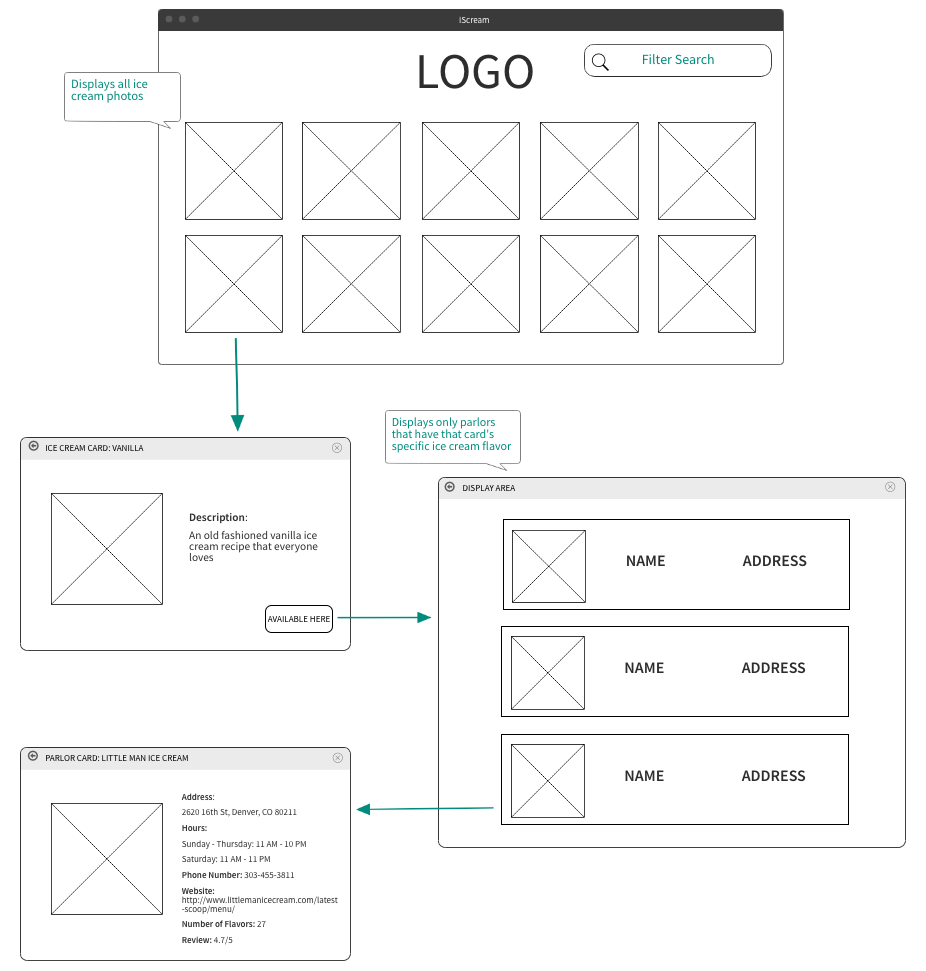 iScream
LOGO
Filter Search
Displays all ice
cream photos
ICE CREAM CARD: VANILLA
Description:
An old fashioned vanilla ice
cream recipe that everyone
loves
AVAILABLE HERE
Displays only parlors
that have that card's
specific ice cream flavor
DISPLAY AREA
NAME ADDRESS
NAME ADDRESS
NAME ADDRESS
PARLOR CARD: LITTLE MAN ICE CREAM
Address:
2620 16th St, Denver, CO 80211
Hours:
Sunday - Thursday: 11 AM - 10 PM
Saturday: 11 AM - 11 PM
Phone Number: 303-455-3811
Website:
http://www.littlemanicecream.com/latest
-scoop/menu/
Number of Flavors: 27
Review: 4.7/5